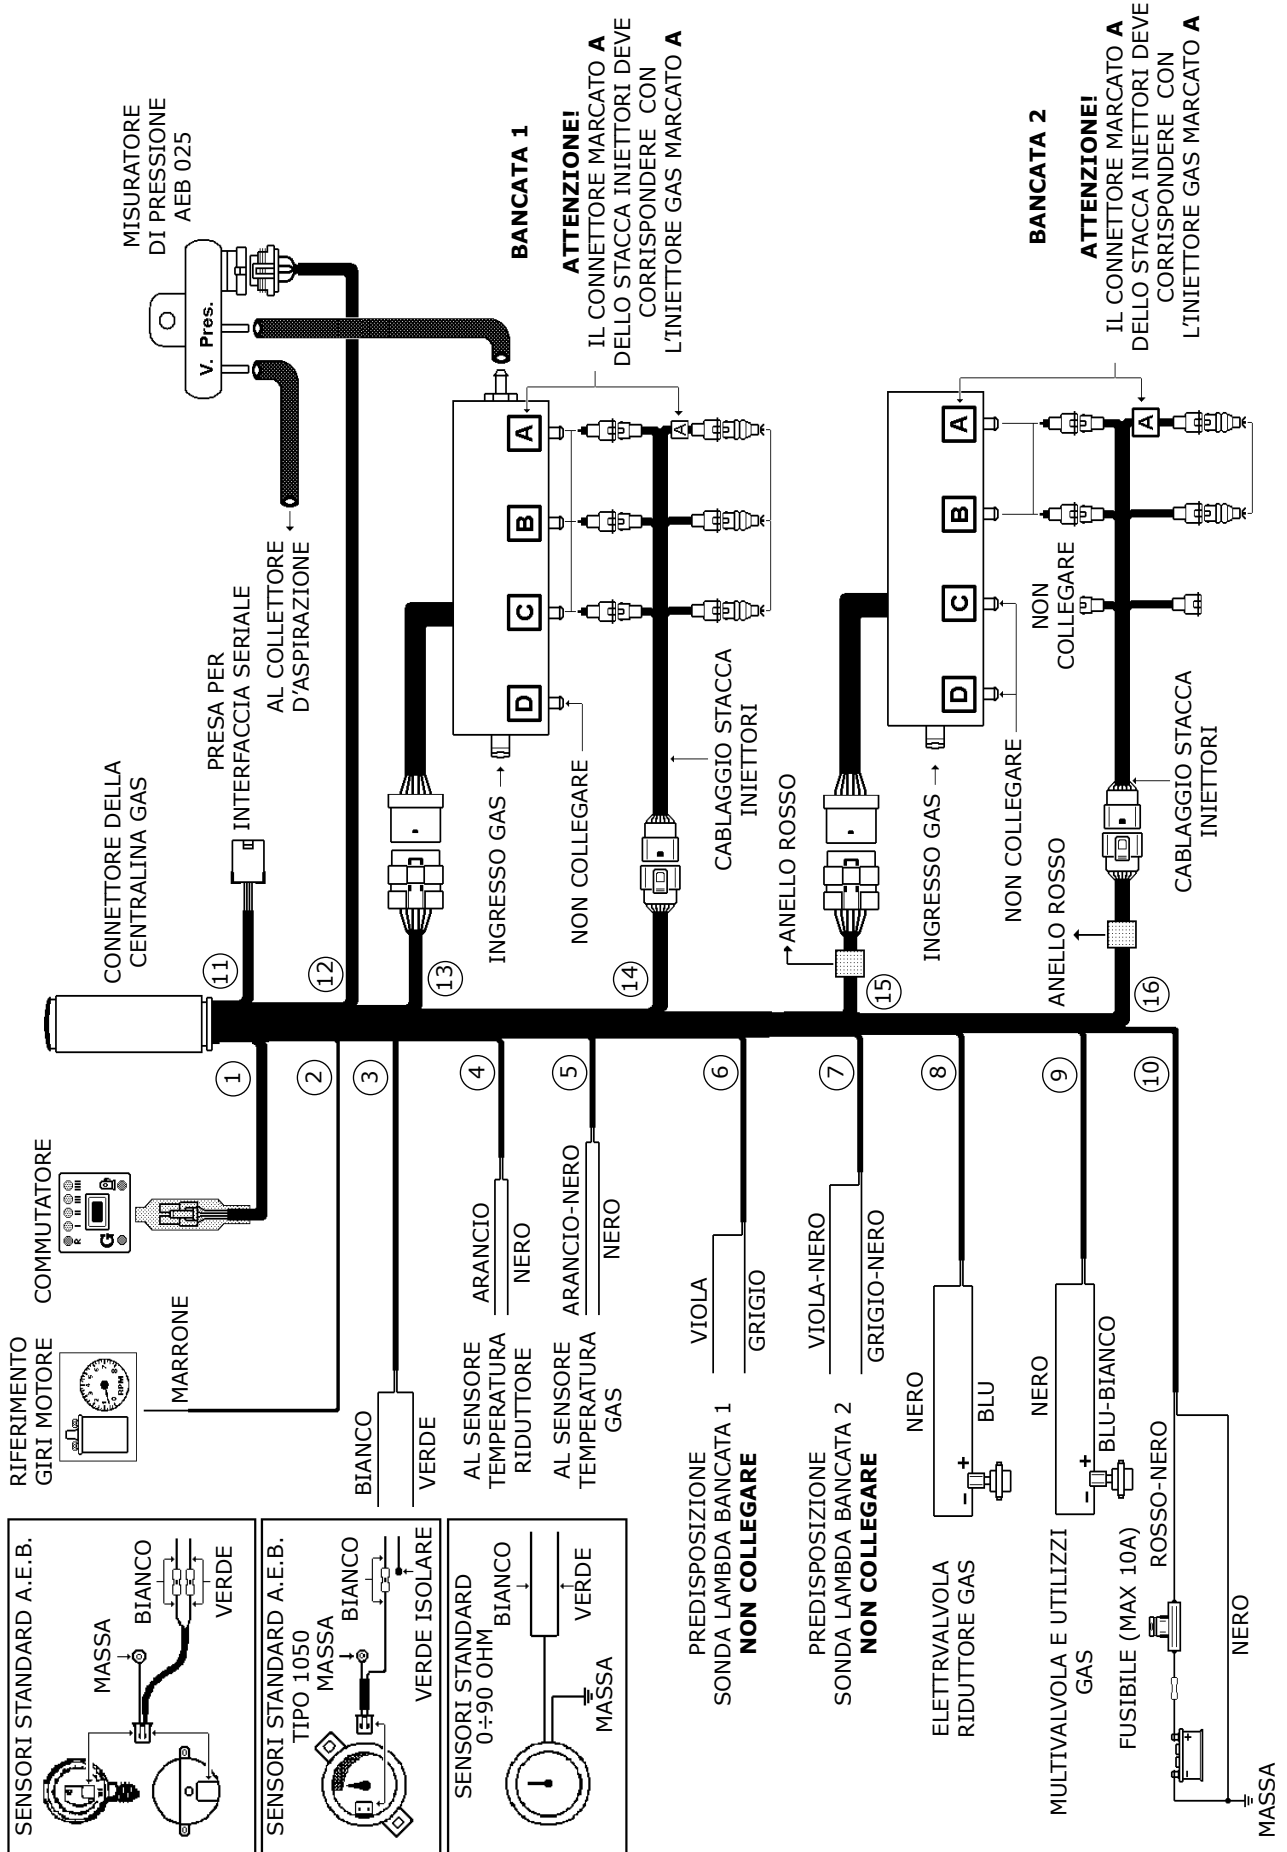 SENSORI STANDARD A.E.B.
MASSA
BIANCO
VERDE
SENSORI STANDARD A.E.B.
TIPO 1050
MASSA
BIANCO
VERDE ISOLARE
SENSORI STANDARD
0÷90 OHM
BIANCO
VERDE
MASSA
RIFERIMENTO
GIRI MOTORE
RPM
MARRONE
COMMUTATORE
R
I
II
III
IIII
G
CONNETTORE DELLA
CENTRALINA GAS
PRESA PER
INTERFACCIA SERIALE
AL COLLETTORE
D'ASPIRAZIONE
MISURATORE
DI PRESSIONE
AEB 025
V. Pres.
1
2
3
4
5
6
7
8
9
10
11
12
13
14
15
16
BIANCO
VERDE
AL SENSORE
TEMPERATURA
RIDUTTORE
ARANCIO
NERO
AL SENSORE
TEMPERATURA
GAS
ARANCIO-NERO
NERO
PREDISPOSIZIONE
SONDA LAMBDA BANCATA 1
NON COLLEGARE
VIOLA
GRIGIO
PREDISPOSIZIONE
SONDA LAMBDA BANCATA 2
NON COLLEGARE
VIOLA-NERO
GRIGIO-NERO
ELETTRVALVOLA
RIDUTTORE GAS
NERO
BLU
- +
MULTIVALVOLA E UTILIZZI
GAS
NERO
BLU-BIANCO
- +
FUSIBILE (MAX 10A)
ROSSO-NERO
NERO
- +
MASSA
INGRESSO GAS
NON COLLEGARE
D
C
B
A
A
CABLAGGIO STACCA
INIETTORI
BANCATA 1
ATTENZIONE!
IL CONNETTORE MARCATO A
DELLO STACCA INIETTORI DEVE
CORRISPONDERE CON
L'INIETTORE GAS MARCATO A
ANELLO ROSSO
INGRESSO GAS
NON COLLEGARE
D
C
B
A
A
NON
COLLEGARE
ANELLO ROSSO
CABLAGGIO STACCA
INIETTORI
BANCATA 2
ATTENZIONE!
IL CONNETTORE MARCATO A
DELLO STACCA INIETTORI DEVE
CORRISPONDERE CON
L'INIETTORE GAS MARCATO A